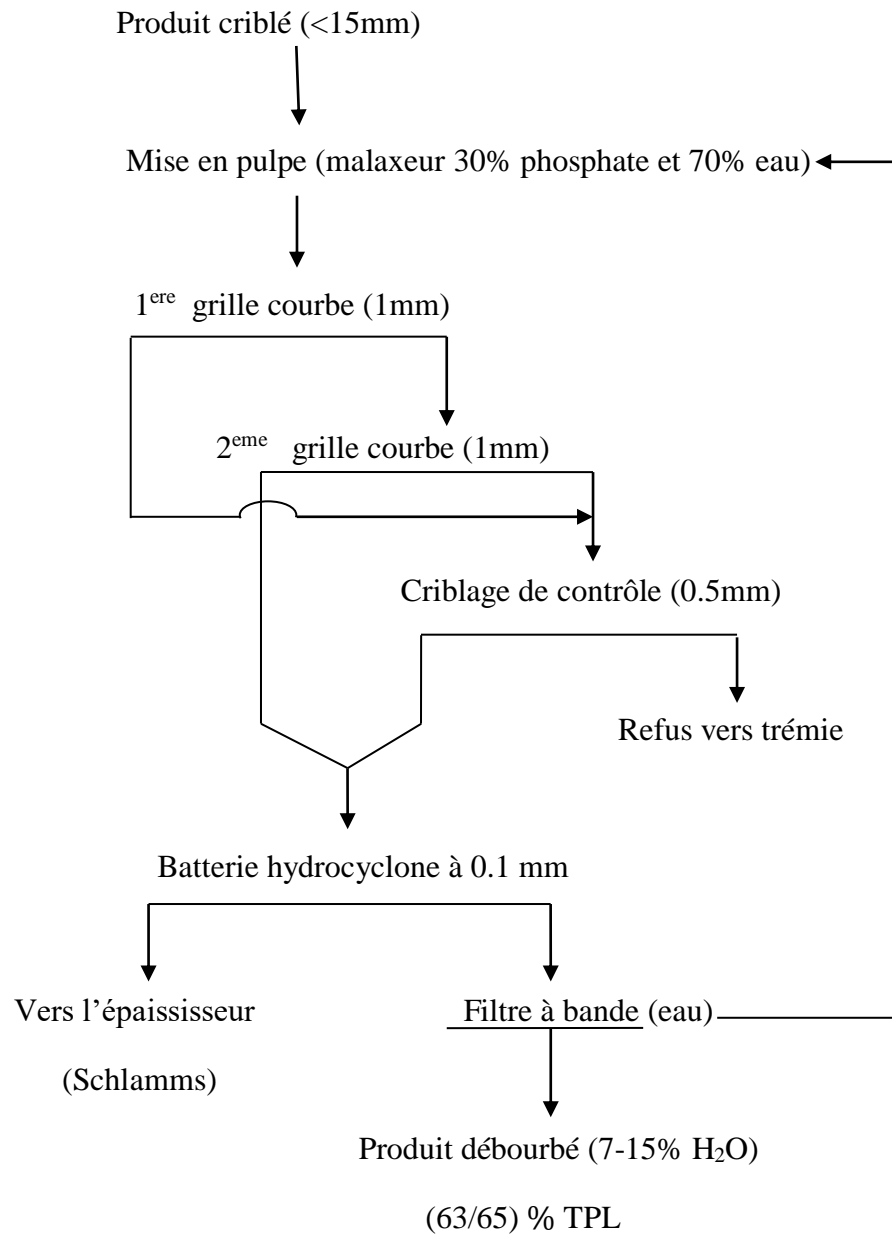 Produit criblé (<15mm)
Mise en pulpe (malaxeur 30% phosphate et 70% eau)
1ere grille courbe (1mm)
2eme grille courbe (1mm)
Criblage de contrôle (0.5mm)
Refus vers trémie
Batterie hydrocyclone à 0.1 mm
Vers l’épaississeur
(Schlamms)
Filtre à bande (eau)
Produit débourbé (7-15% H₂O)
(63/65) % TPL